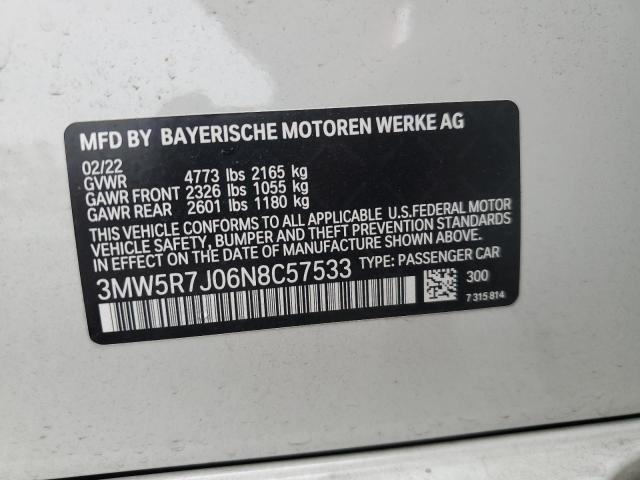 MFD BY BAYERISCHE MOTOREN WERKE AG
02/22
GVWR 4773 lbs 2165 kg
GAWR FRONT 2326 lbs 1055 kg
GAWR REAR 2601 lbs 1180 kg
THIS VEHICLE CONFORMS TO ALL APPLICABLE U.S.FEDERAL MOTOR
VEHICLE SAFETY, BUMPER AND THEFT PREVENTION STANDARDS
IN EFFECT ON THE DATE OF MANUFACTURE SHOWN ABOVE.
3MW5R7J06N8C57533 TYPE: PASSENGER CAR
300
7 315 814